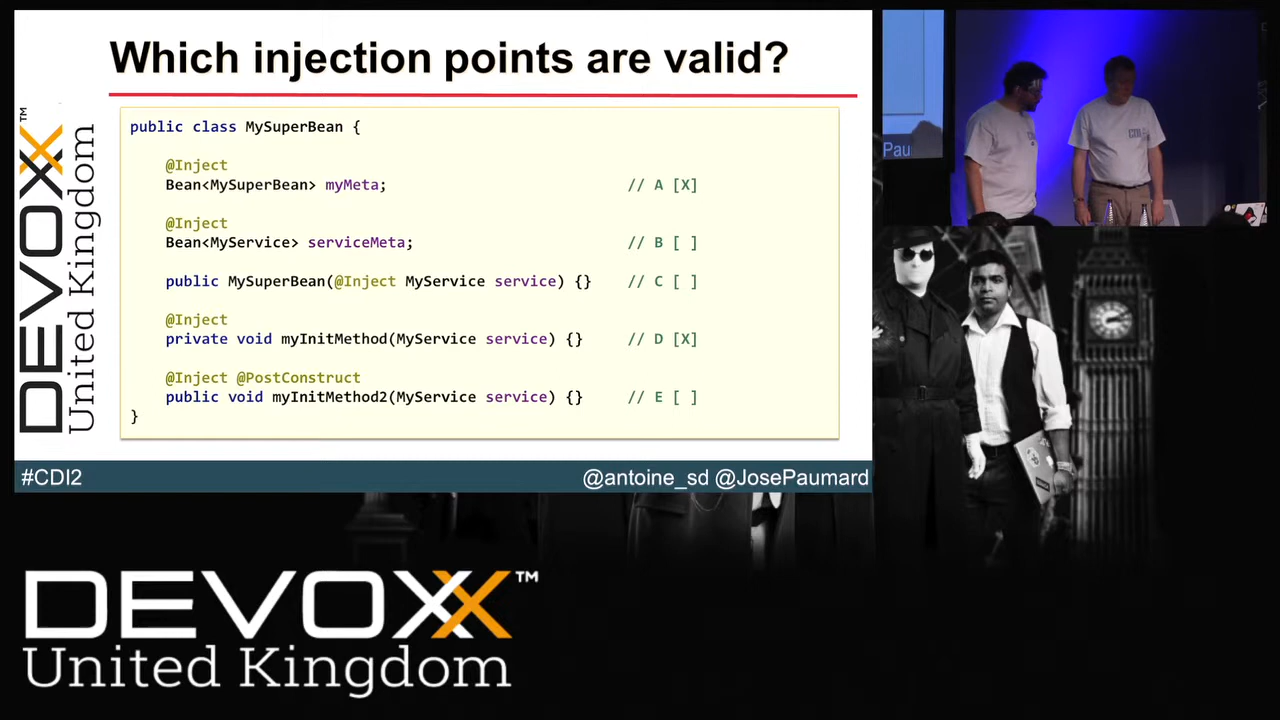 Which injection points are valid?
public class MySuperBean {
@Inject
Bean<MySuperBean> myMeta; // A [X]
@Inject
Bean<MyService> serviceMeta; // B [ ]
public MySuperBean(@Inject MyService service) {} // C [ ]
@Inject
private void myInitMethod(MyService service) {} // D [X]
@Inject @PostConstruct
public void myInitMethod2(MyService service) {} // E [ ]
}
DEVOXX™
United Kingdom
#CDI2
@antoine_sd @JosePaumard
Pau
DEVOXX™
United Kingdom